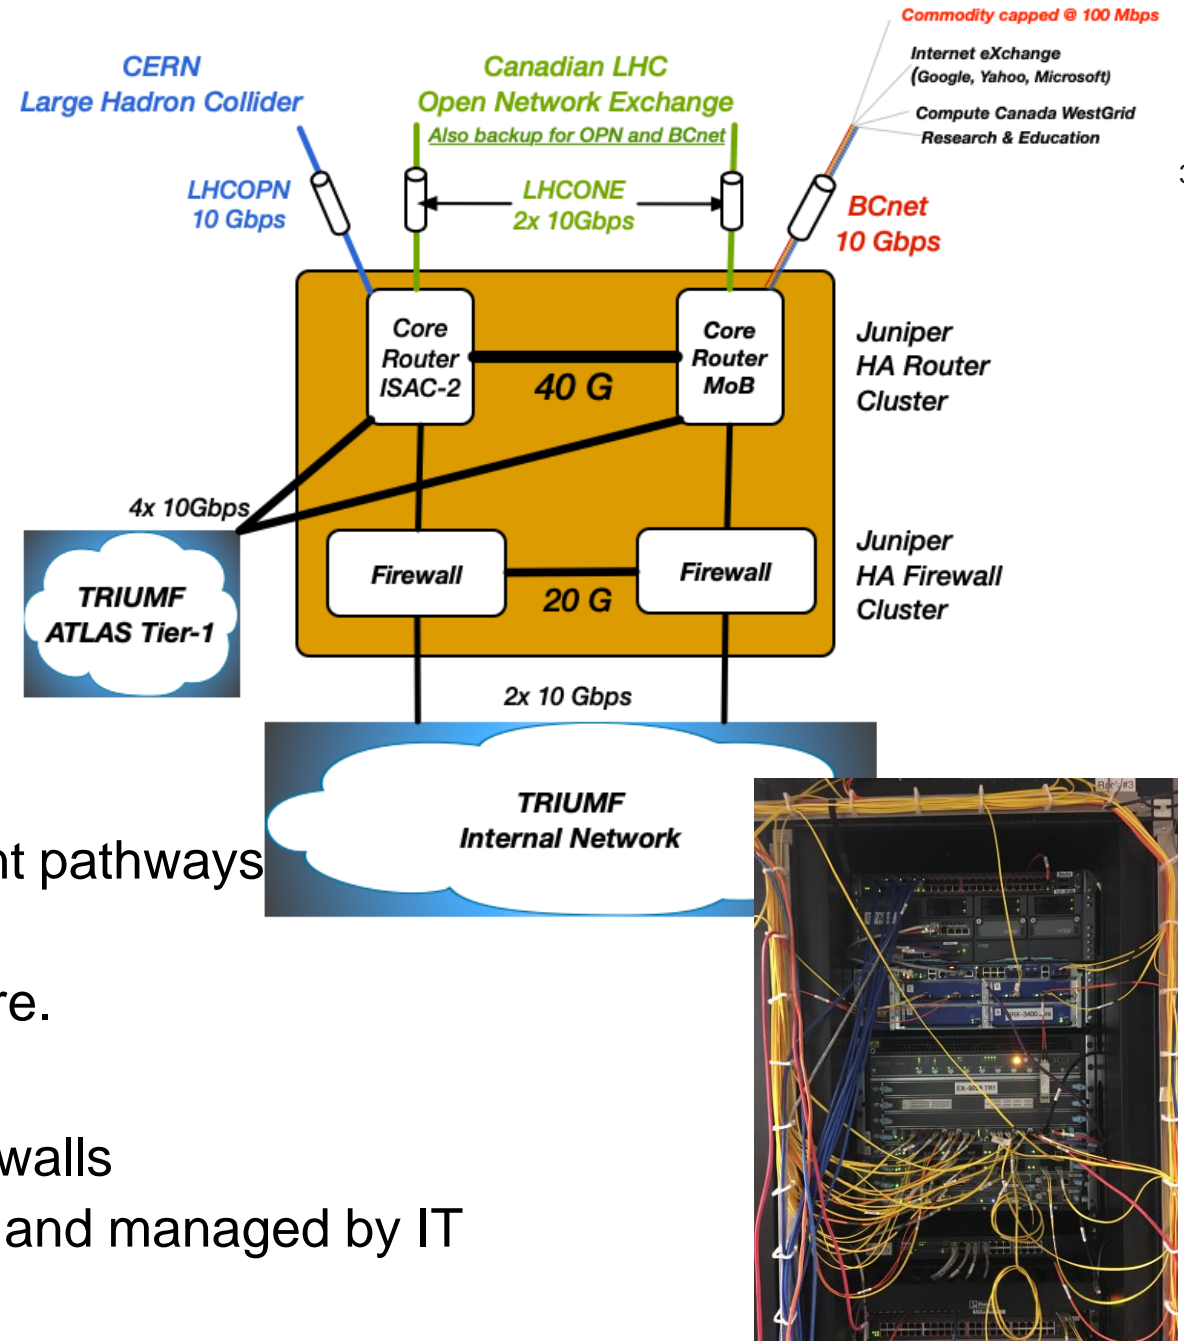 Commodity capped @ 100 Mbps
Internet eXchange
(Google, Yahoo, Microsoft)
Compute Canada WestGrid
Research & Education
CERN
Large Hadron Collider
Canadian LHC
Open Network Exchange
Also backup for OPN and BCnet
3
LHCOPN
10 Gbps
LHCONE
2x 10Gbps
BCnet
10 Gbps
Core
Router
ISAC-2
40 G
Core
Router
MoB
Juniper
HA Router
Cluster
4x 10Gbps
Firewall
20 G
Firewall
Juniper
HA Firewall
Cluster
TRIUMF
ATLAS Tier-1
2x 10 Gbps
TRIUMF
Internal Network
nt pathways
re.
walls
and managed by IT